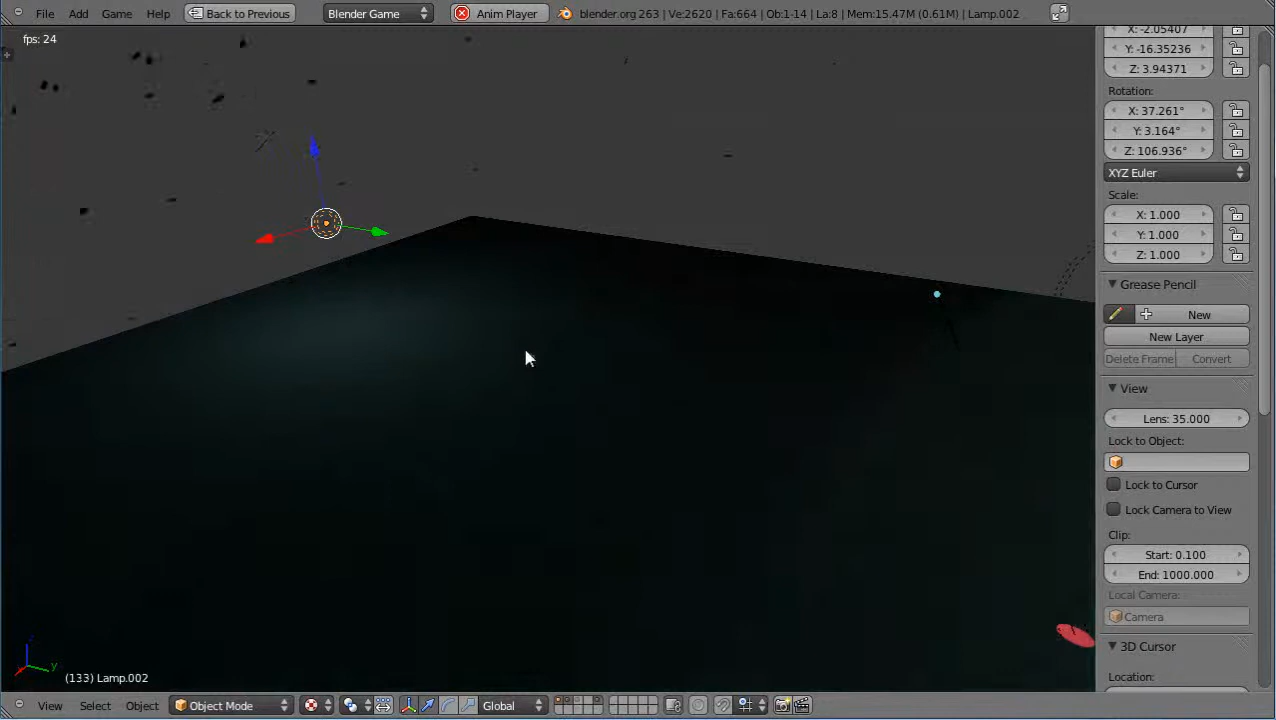 File Add Game Help Back to Previous Blender Game Anim Player blender.org 263 | Ve:2620 | Fa:664 | Ob:1-14 | La:8 | Mem:15.47M (0.61M) | Lamp.002
fps: 24
X: -2.05407
Y: -16.35236
Z: 3.94371
Rotation:
X: 37.261°
Y: 3.164°
Z: 106.936°
XYZ Euler
Scale:
X: 1.000
Y: 1.000
Z: 1.000
Grease Pencil
New
New Layer
Delete Frame Convert
View
Lens: 35.000
Lock to Object:
Lock to Cursor
Lock Camera to View
Clip:
Start: 0.100
End: 1000.000
Local Camera:
Camera
3D Cursor
Location:
z
y
(133) Lamp.002
View Select Object Object Mode Global